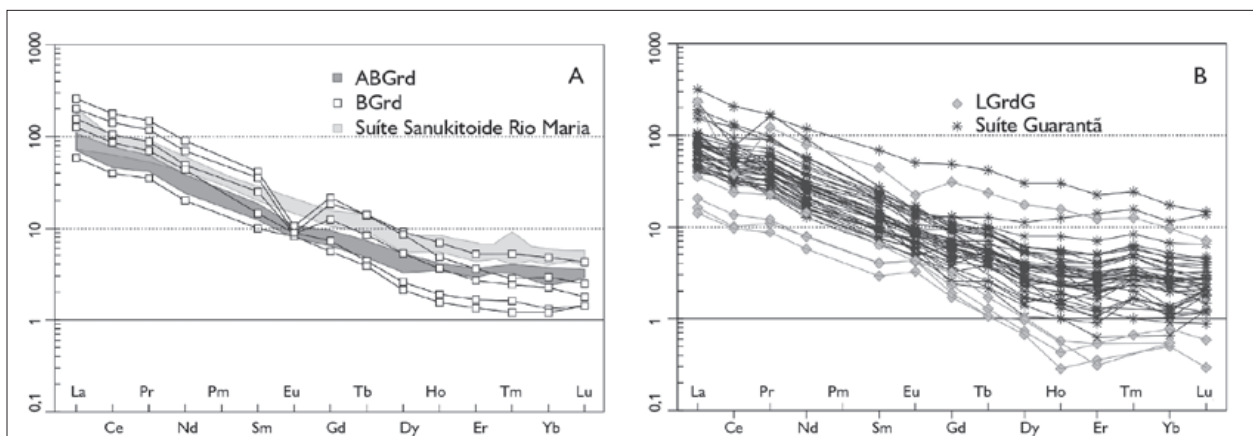 1000
100
10
1
0,1
A
ABGrd
BGrd
Suíte Sanukitoide Rio Maria
La Pr Pm Eu Tb Ho Tm Lu
Ce Nd Sm Gd Dy Er Yb
1000
100
10
1
0,1
B
LGrdG
Suíte Guarantã
La Pr Pm Eu Tb Ho Tm Lu
Ce Nd Sm Gd Dy Er Yb